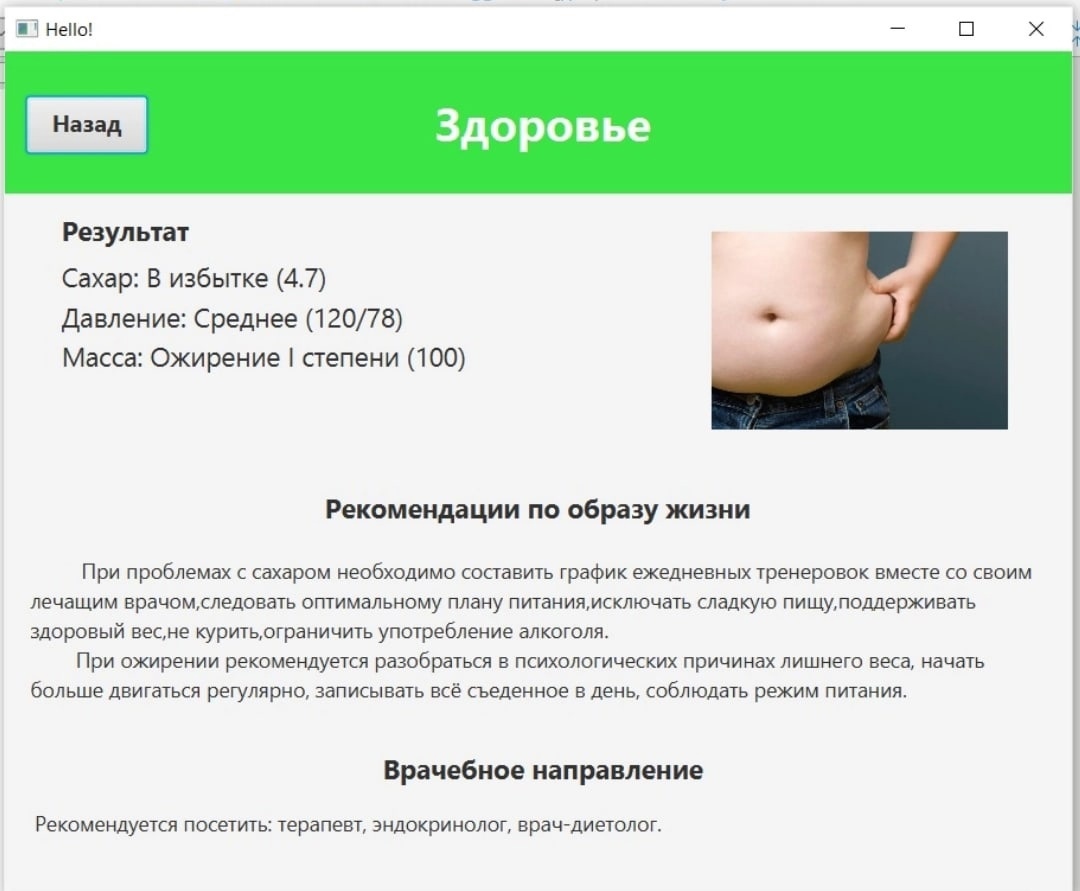 Hello!
Назад
Здоровье
Результат
Сахар: В избытке (4.7)
Давление: Среднее (120/78)
Масса: Ожирение I степени (100)
Рекомендации по образу жизни
При проблемах с сахаром необходимо составить график ежедневных тренеровок вместе со своим
лечащим врачом,следовать оптимальному плану питания,исключать сладкую пищу,поддерживать
здоровый вес,не курить,ограничить употребление алкоголя.
При ожирении рекомендуется разобраться в психологических причинах лишнего веса, начать
больше двигаться регулярно, записывать всё съеденное в день, соблюдать режим питания.
Врачебное направление
Рекомендуется посетить: терапевт, эндокринолог, врач-диетолог.